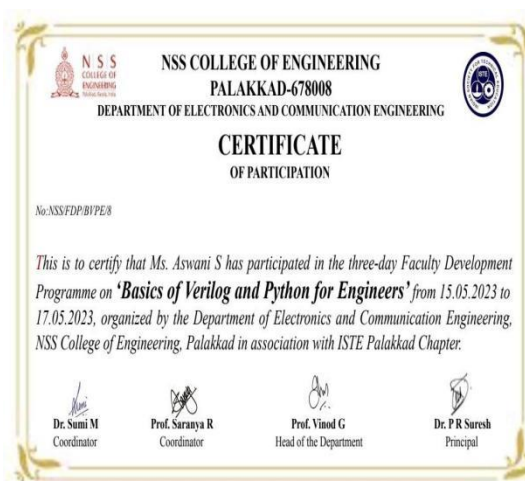 N S S
COLLEGE OF
ENGINEERING
NSS COLLEGE OF ENGINEERING
PALAKKAD-678008
DEPARTMENT OF ELECTRONICS AND COMMUNICATION ENGINEERING
ISTE
CERTIFICATE
OF PARTICIPATION
No:NSS/FDP/BVPE/8
This is to certify that Ms. Aswani S has participated in the three-day Faculty Development
Programme on ‘Basics of Verilog and Python for Engineers’ from 15.05.2023 to
17.05.2023, organized by the Department of Electronics and Communication Engineering,
NSS College of Engineering, Palakkad in association with ISTE Palakkad Chapter.
Dr. Sumi M
Coordinator
Prof. Saranya R
Coordinator
Prof. Vinod G
Head of the Department
Dr. P R Suresh
Principal